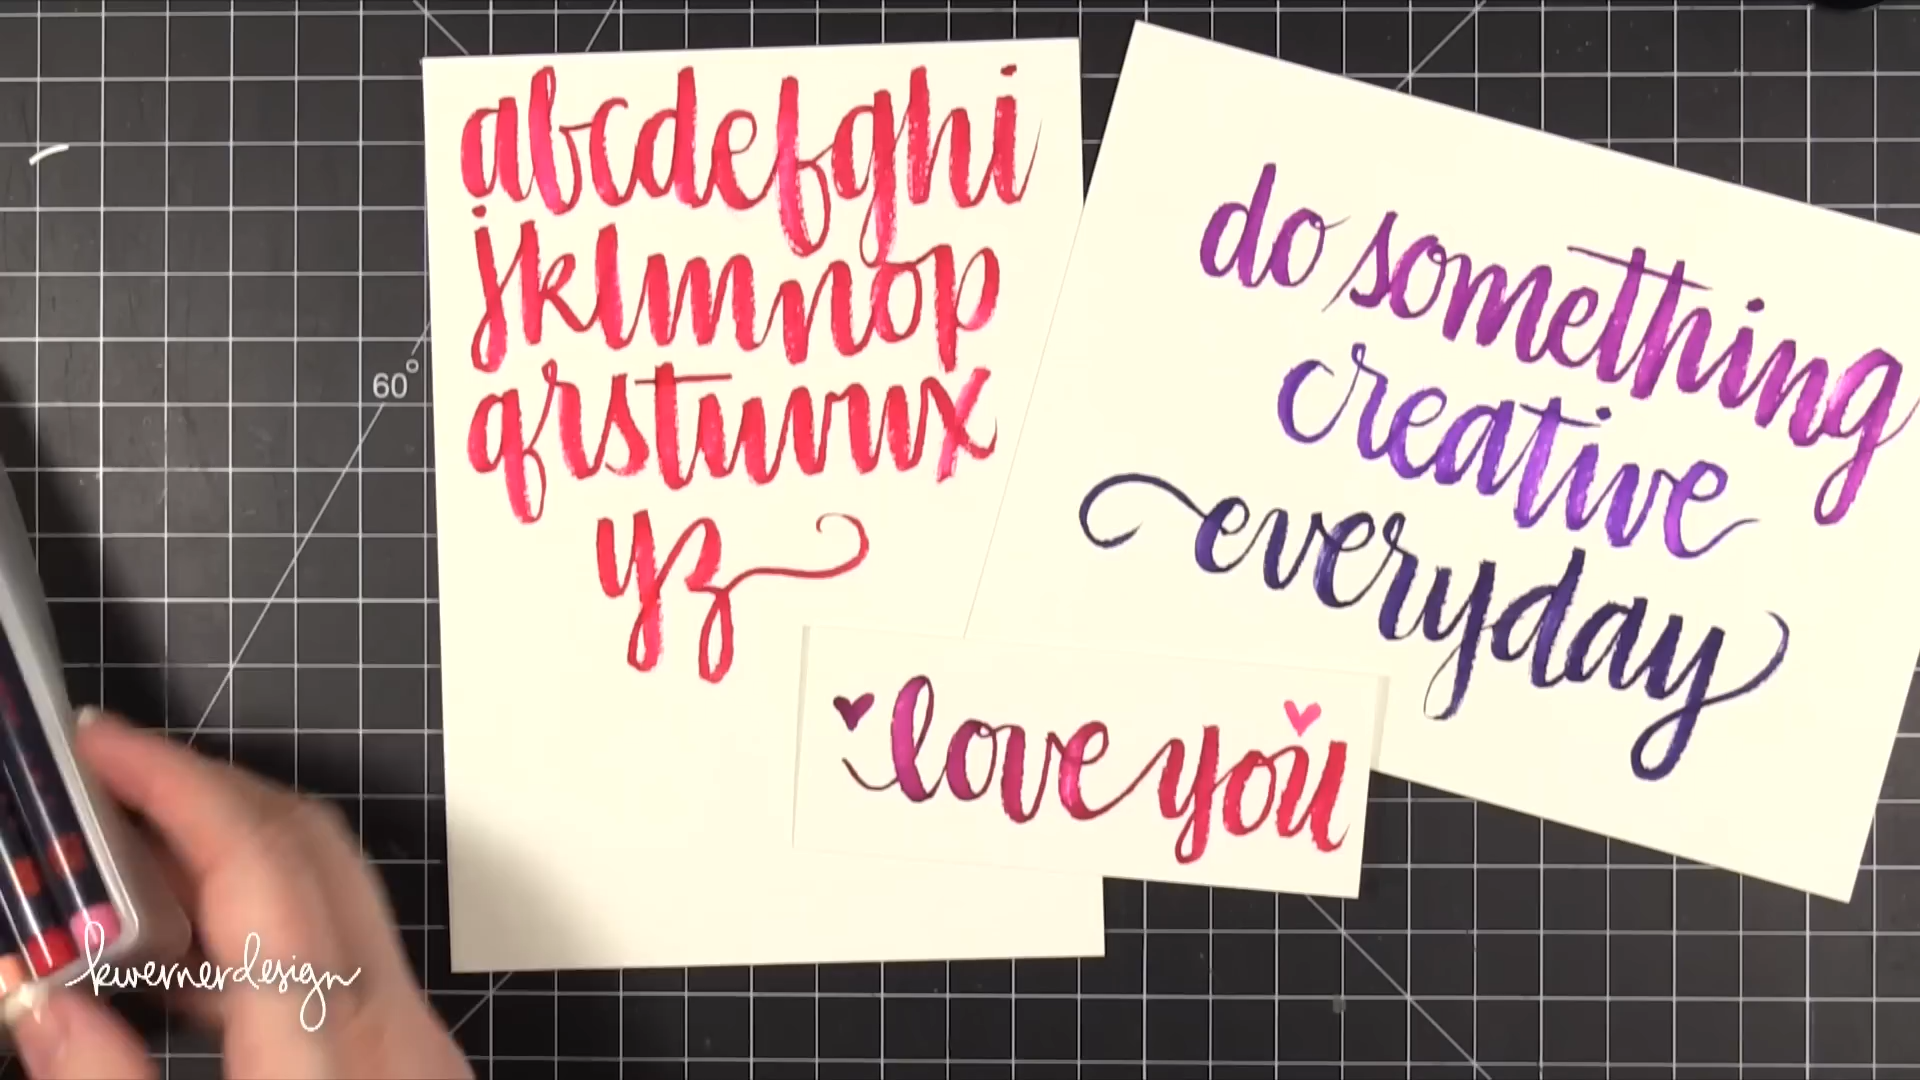 abcdefghi
jklmnop
qrstuvwx
yz
do something
creative
everyday
love you
60°
kwernerdesign